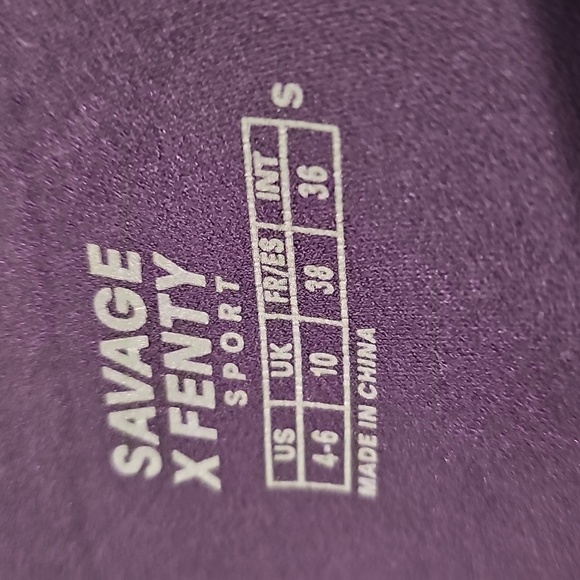 SAVAGE
X FENTY
SPORT
S
US UK FR/ES INT
4-6 10 38 36
MADE IN CHINA